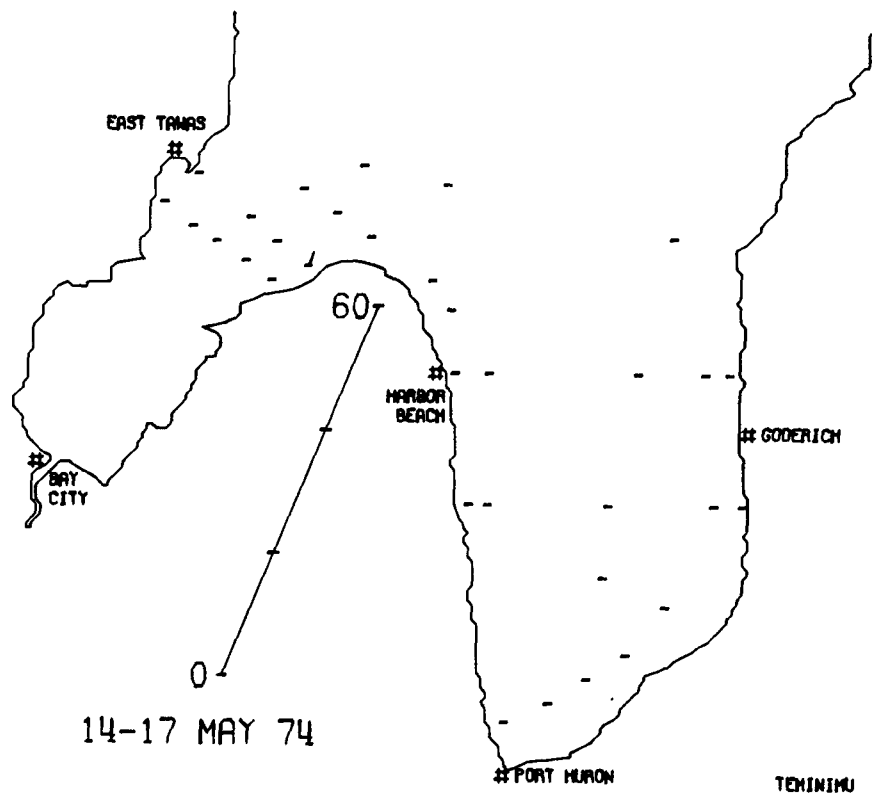 EAST TAWAS
#
60
#
HARBOR
BEACH
# GODERICH
#
BAY
CITY
0
14-17 MAY 74
# PORT HURON
TEMINIMU